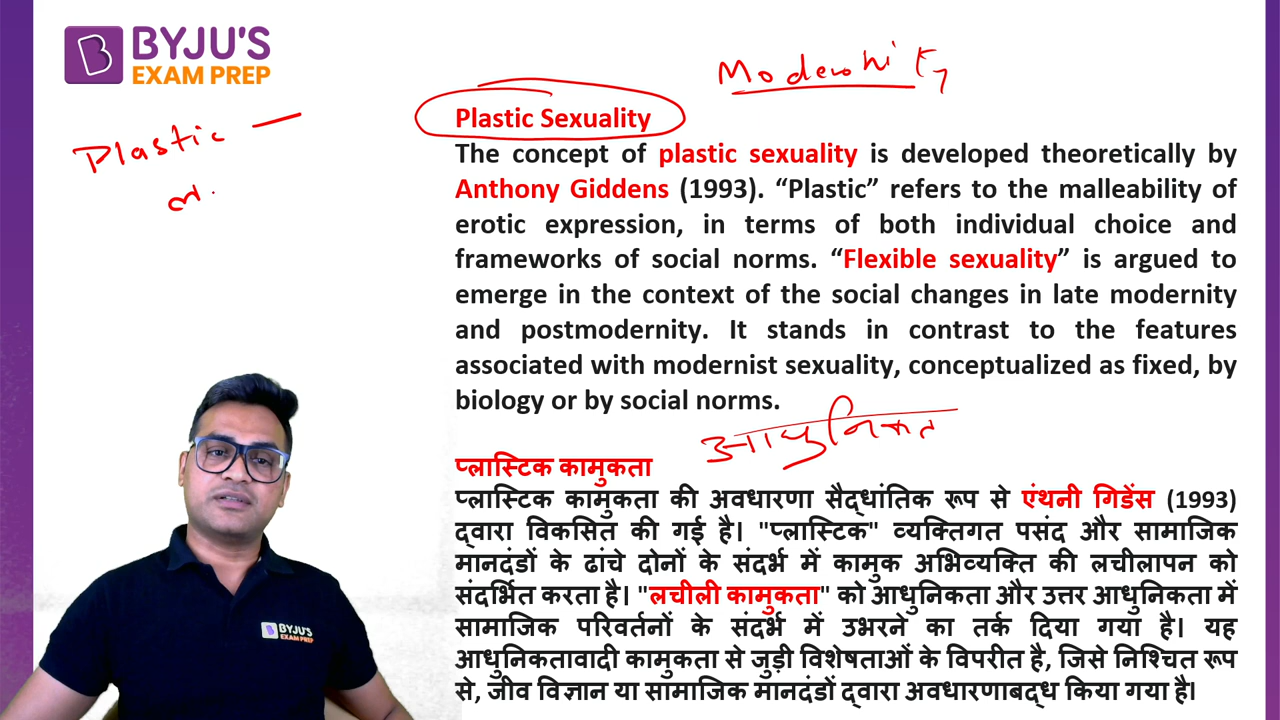 BYJU'S
EXAM PREP
Modernity
Plastic —
Plastic Sexuality
The concept of plastic sexuality is developed theoretically by
Anthony Giddens (1993). “Plastic” refers to the malleability of
erotic expression, in terms of both individual choice and
frameworks of social norms. “Flexible sexuality” is argued to
emerge in the context of the social changes in late modernity
and postmodernity. It stands in contrast to the features
associated with modernist sexuality, conceptualized as fixed, by
biology or by social norms.
आधुनिकत
प्लास्टिक कामुकता
प्लास्टिक कामुकता की अवधारणा सैद्धांतिक रूप से एंथनी गिडेंस (1993)
द्वारा विकसित की गई है। "प्लास्टिक" व्यक्तिगत पसंद और सामाजिक
मानदंडों के ढांचे दोनों के संदर्भ में कामुक अभिव्यक्ति की लचीलापन को
संदर्भित करता है। "लचीली कामुकता" को आधुनिकता और उत्तर आधुनिकता में
सामाजिक परिवर्तनों के संदर्भ में उभरने का तर्क दिया गया है। यह
आधुनिकतावादी कामुकता से जुड़ी विशेषताओं के विपरीत है, जिसे निश्चित रूप
से, जीव विज्ञान या सामाजिक मानदंडों द्वारा अवधारणाबद्ध किया गया है।
BYJU'S
EXAM PREP